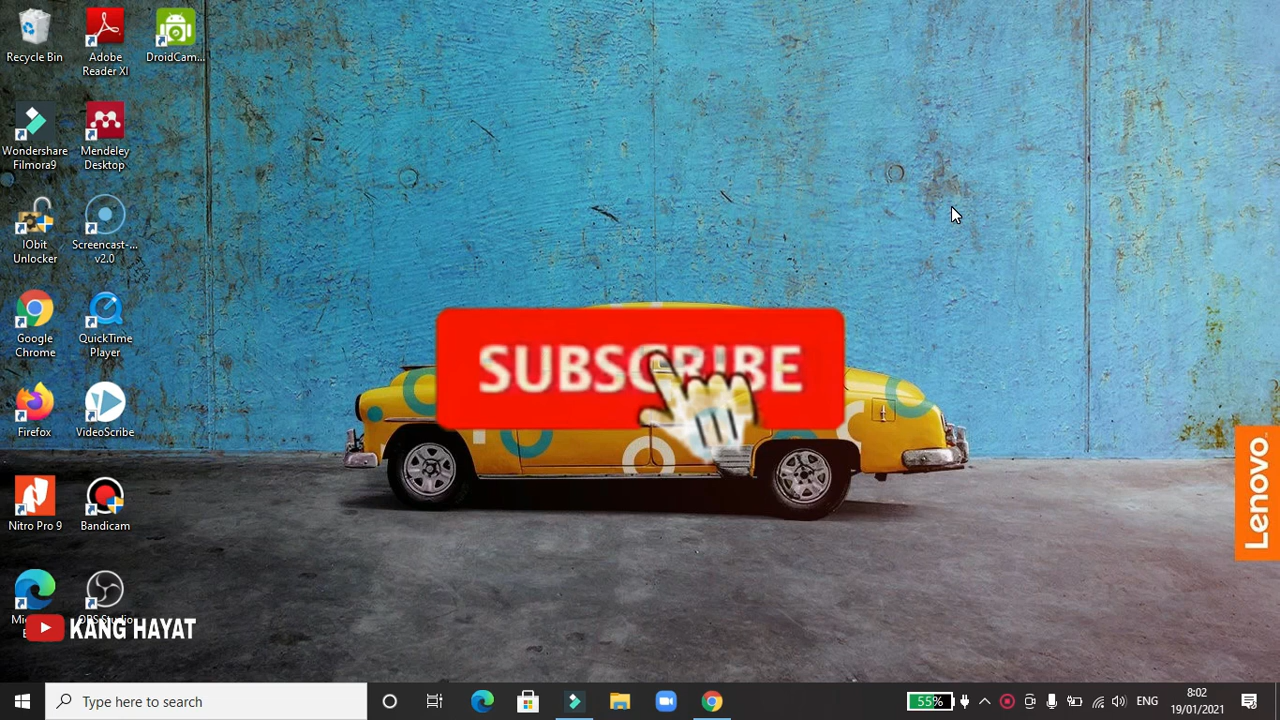 Recycle Bin
Adobe
Reader XI
DroidCam...
Wondershare
Filmora9
Mendeley
Desktop
IObit
Unlocker
Screencast-...
v2.0
Google
Chrome
QuickTime
Player
Firefox
VideoScribe
Nitro Pro 9
Bandicam
OBS Studio
SUBSCRIBE
Lenovo
KANG HAYAT
Type here to search
55%
ENG
8:02
19/01/2021